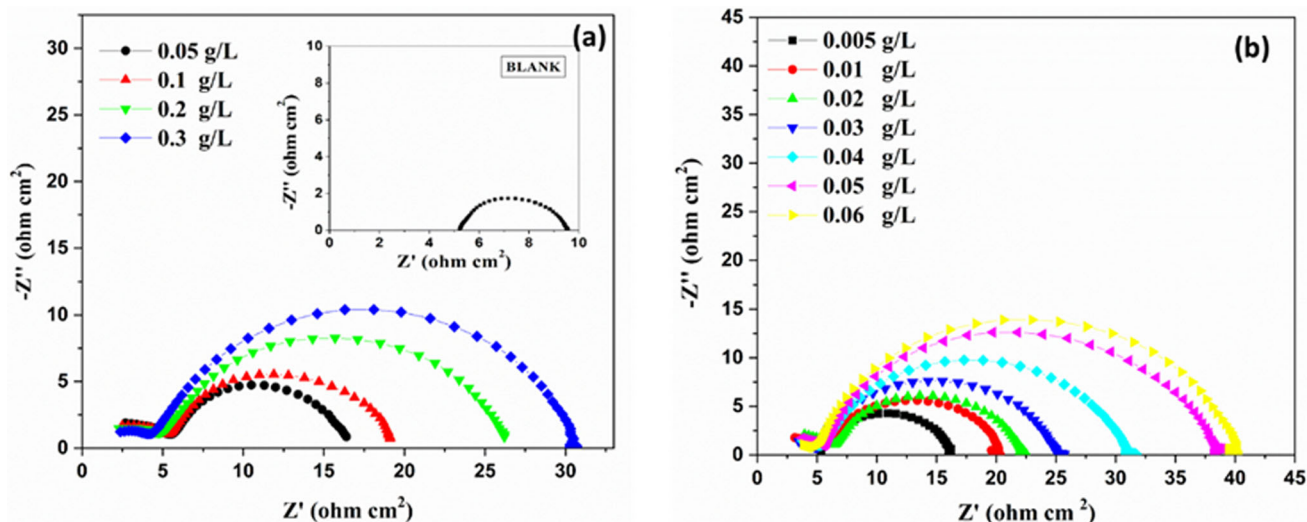 (a)
0.05 g/L
0.1 g/L
0.2 g/L
0.3 g/L
BLANK
10
8
6
4
2
0
0 2 4 6 8 10
Z' (ohm cm²)
30
25
20
15
10
5
0
-Z'' (ohm cm²)
0 5 10 15 20 25 30
Z' (ohm cm²)
(b)
0.005 g/L
0.01 g/L
0.02 g/L
0.03 g/L
0.04 g/L
0.05 g/L
0.06 g/L
45
40
35
30
25
20
15
10
5
0
-Z'' (ohm cm²)
0 5 10 15 20 25 30 35 40 45
Z' (ohm cm ²)